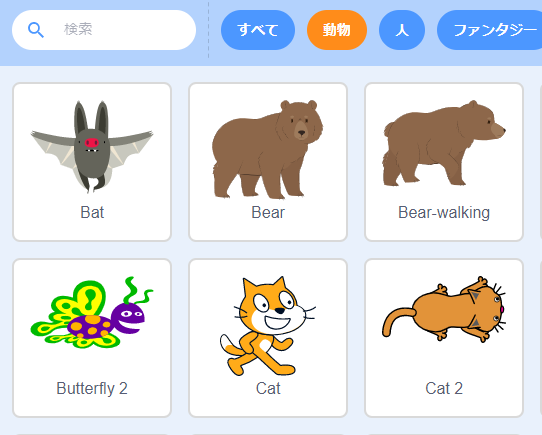 検索
すべて
動物
人
ファンタジー
Bat
Bear
Bear-walking
Butterfly 2
Cat
Cat 2